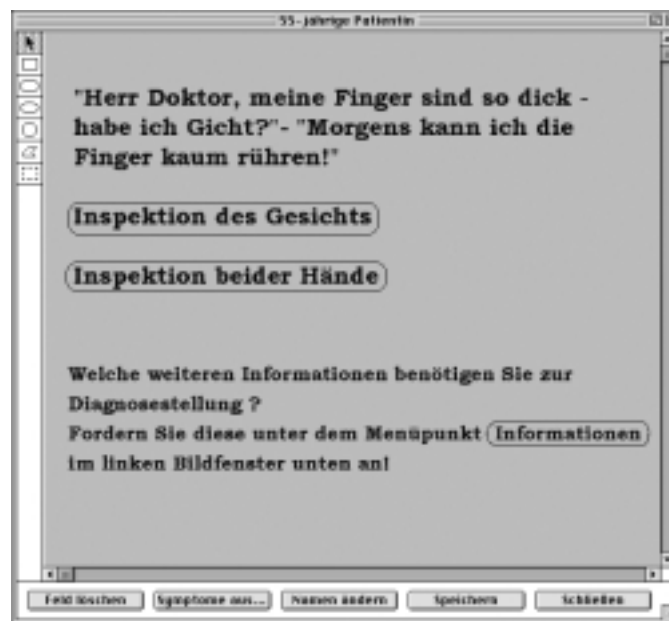 55-jährige Patientin
"Herr Doktor, meine Finger sind so dick -
habe ich Gicht?"- "Morgens kann ich die
Finger kaum rühren!"
Inspektion des Gesichts
Inspektion beider Hände
Welche weiteren Informationen benötigen Sie zur
Diagnosestellung ?
Fordern Sie diese unter dem Menüpunkt Informationen
im linken Bildfenster unten an!
Feld löschen Symptome aus... Namen ändern Speichern Schließen